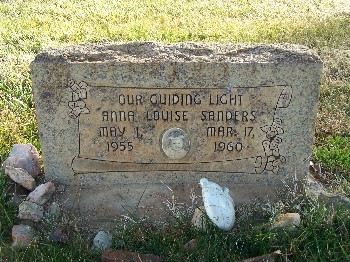 OUR GUIDING LIGHT
ANNA LOUISE SANDERS
MAY 1, MAR. 17,
1955 1960